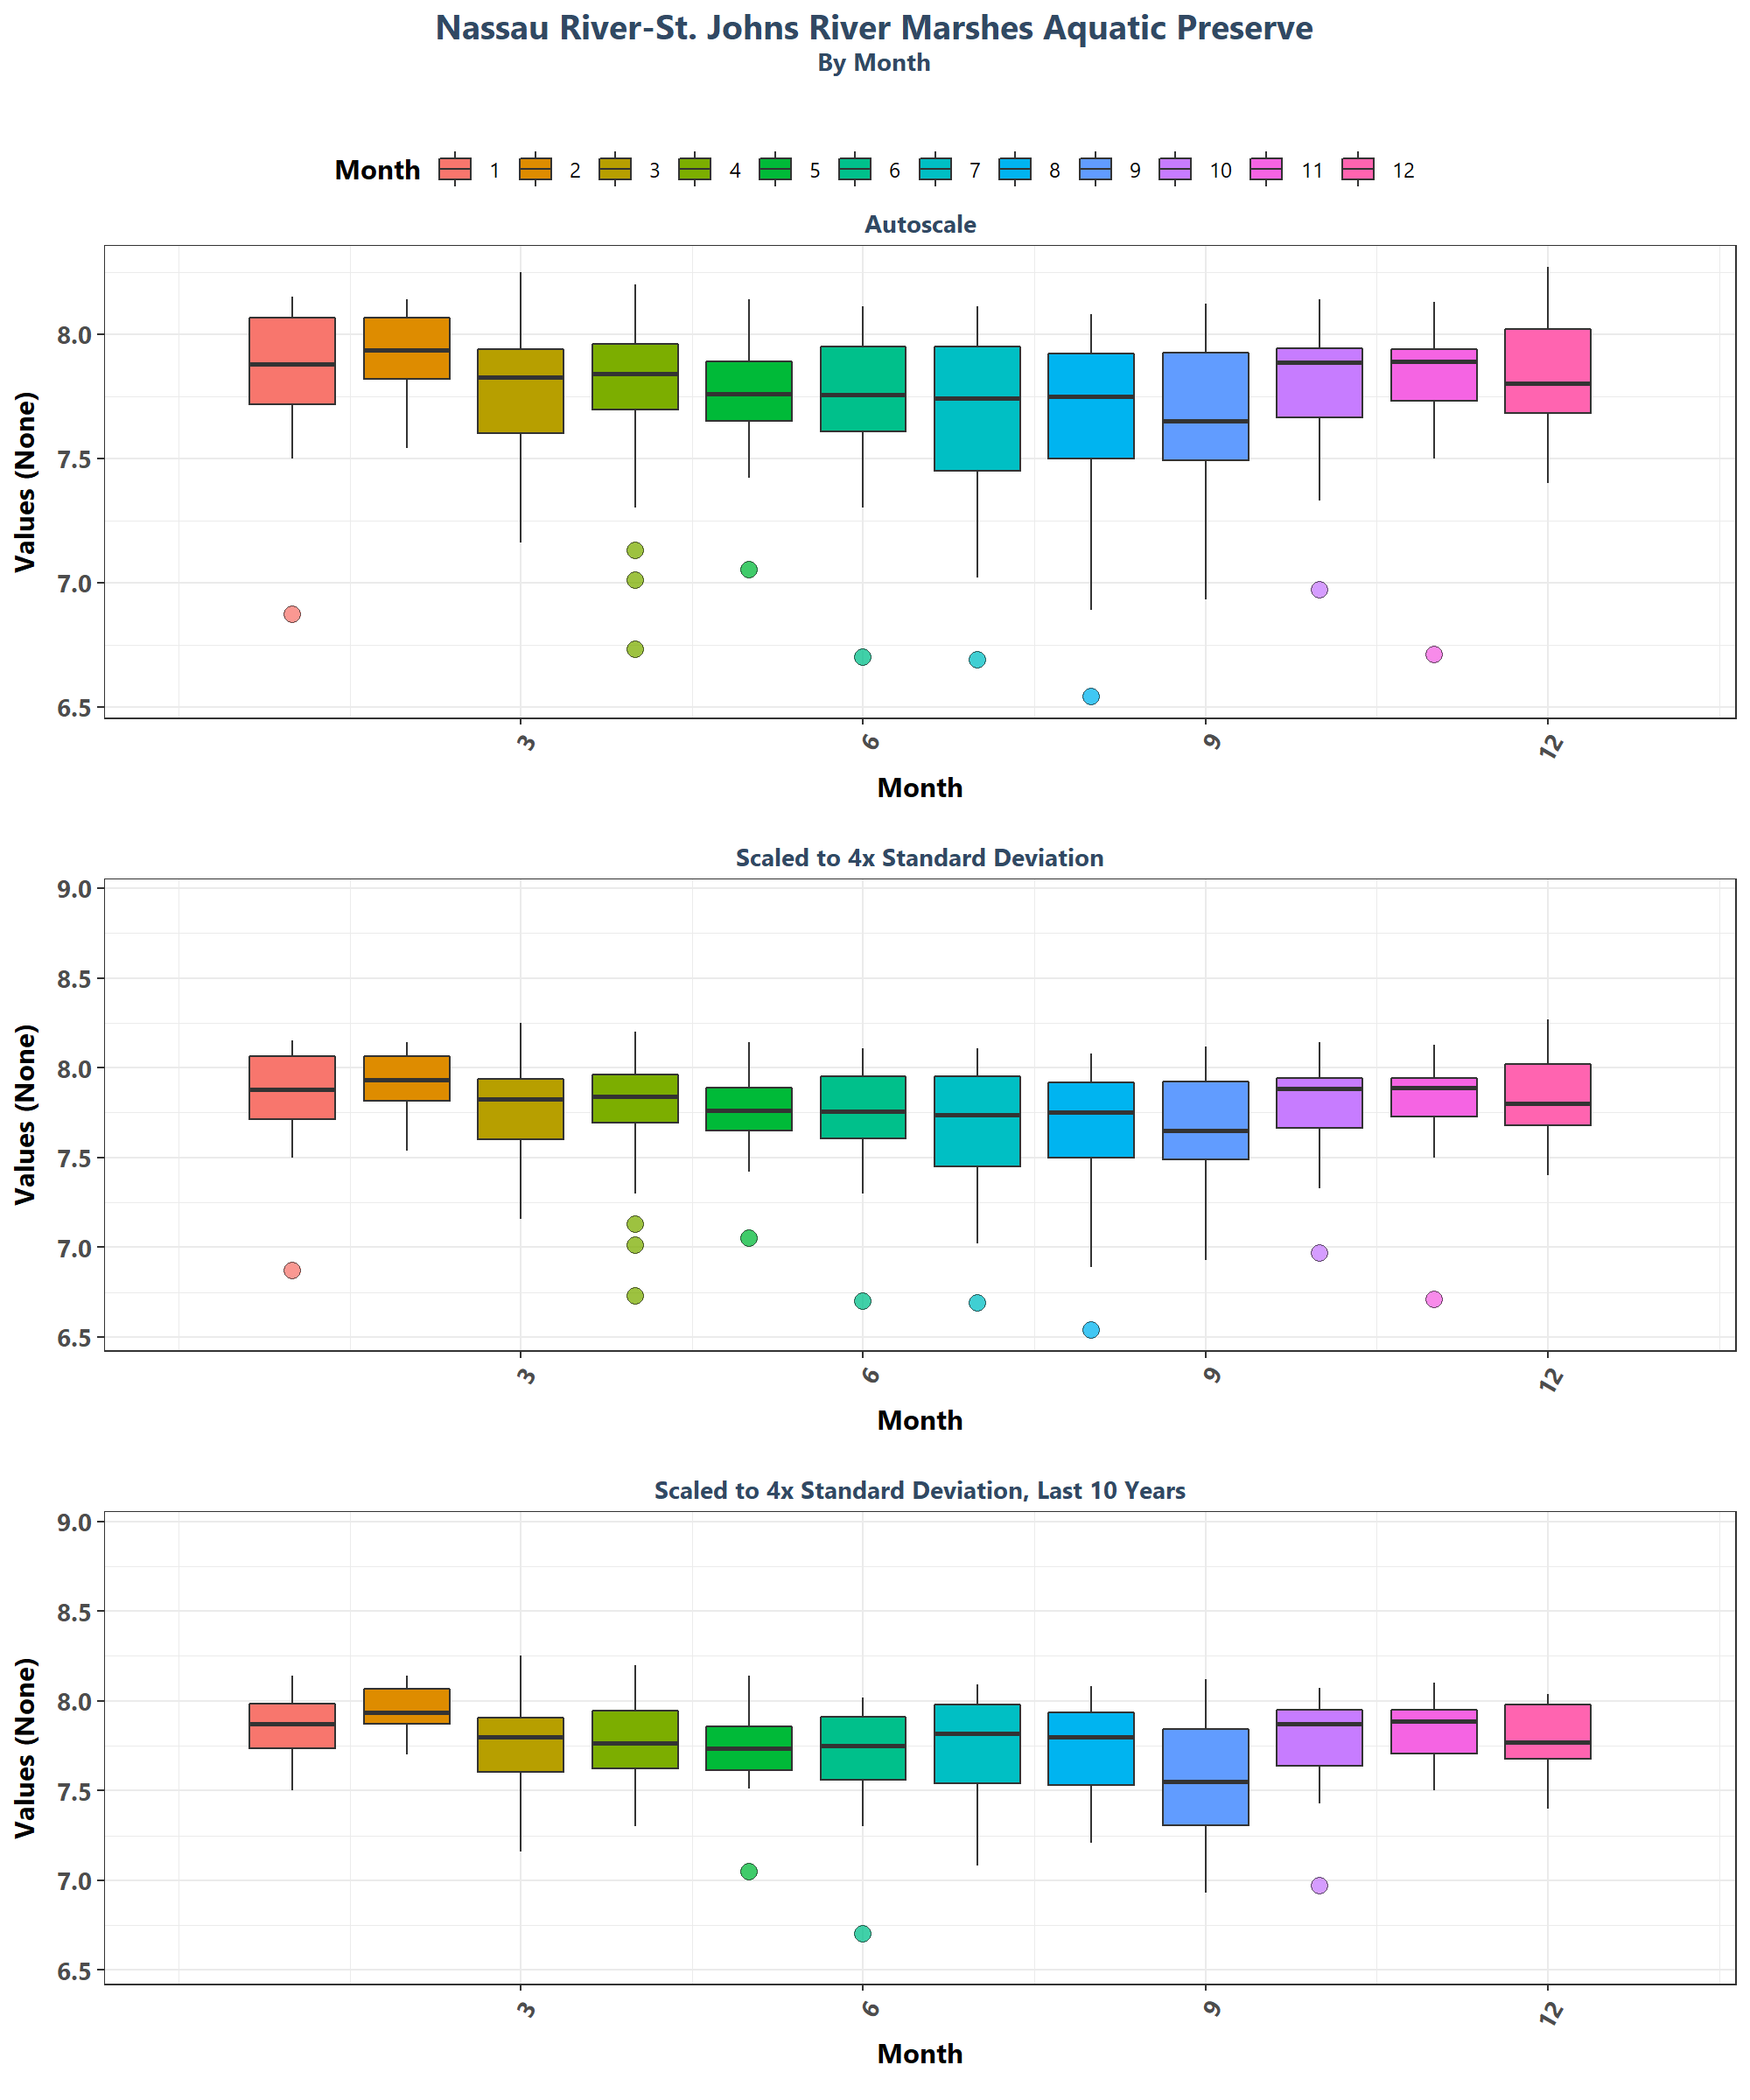 Nassau River-St. Johns River Marshes Aquatic Preserve
By Month
Month 1 2 3 4 5 6 7 8 9 10 11 12
Autoscale
Values (None)
8.0
7.5
7.0
6.5
3 6 9 12
Month
Scaled to 4x Standard Deviation
Values (None)
9.0
8.5
8.0
7.5
7.0
6.5
3 6 9 12
Month
Scaled to 4x Standard Deviation, Last 10 Years
Values (None)
9.0
8.5
8.0
7.5
7.0
6.5
3 6 9 12
Month